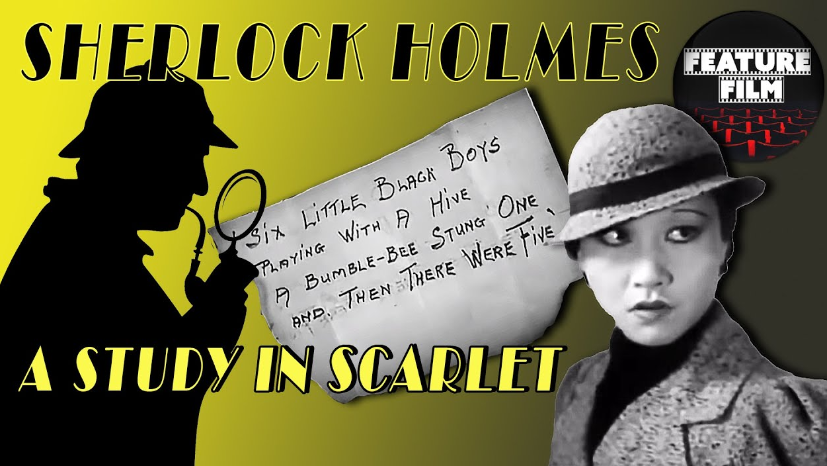 SHERLOCK HOLMES
FEATURE
FILM
SIX LITTLE BLACK BOYS
PLAYING WITH A HIVE
A BUMBLE-BEE STUNG ONE
AND THEN THERE WERE FIVE
A STUDY IN SCARLET